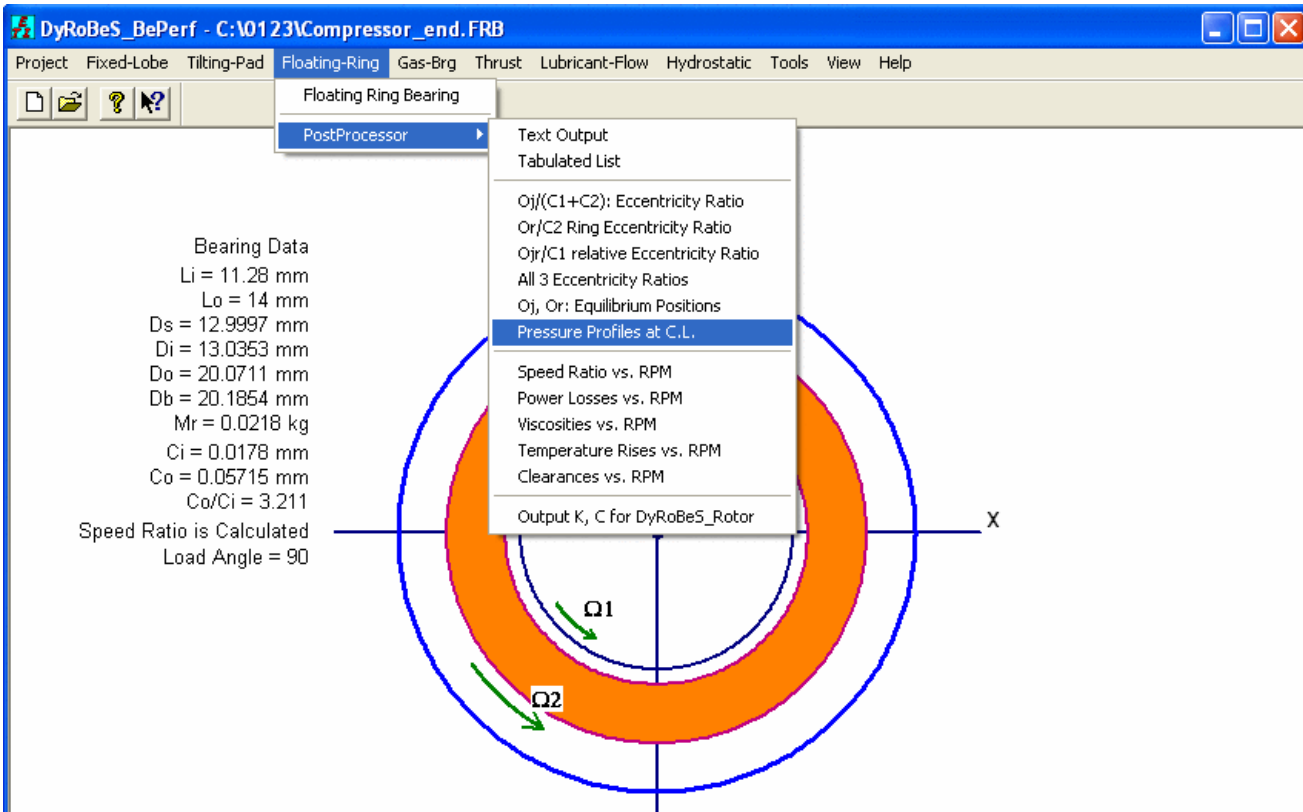 DyRoBeS_BePerf - C:\0123\Compressor_end.FRB
Project Fixed-Lobe Tilting-Pad Floating-Ring Gas-Brg Thrust Lubricant-Flow Hydrostatic Tools View Help
Floating Ring Bearing
PostProcessor
Text Output
Tabulated List
Oj/(C1+C2): Eccentricity Ratio
Or/C2 Ring Eccentricity Ratio
Ojr/C1 relative Eccentricity Ratio
All 3 Eccentricity Ratios
Oj, Or: Equilibrium Positions
Pressure Profiles at C.L.
Speed Ratio vs. RPM
Power Losses vs. RPM
Viscosities vs. RPM
Temperature Rises vs. RPM
Clearances vs. RPM
Output K, C for DyRoBeS_Rotor
Bearing Data
Li = 11.28 mm
Lo = 14 mm
Ds = 12.9997 mm
Di = 13.0353 mm
Do = 20.0711 mm
Db = 20.1854 mm
Mr = 0.0218 kg
Ci = 0.0178 mm
Co = 0.05715 mm
Co/Ci = 3.211
Speed Ratio is Calculated
Load Angle = 90
X
Ω1
Ω2